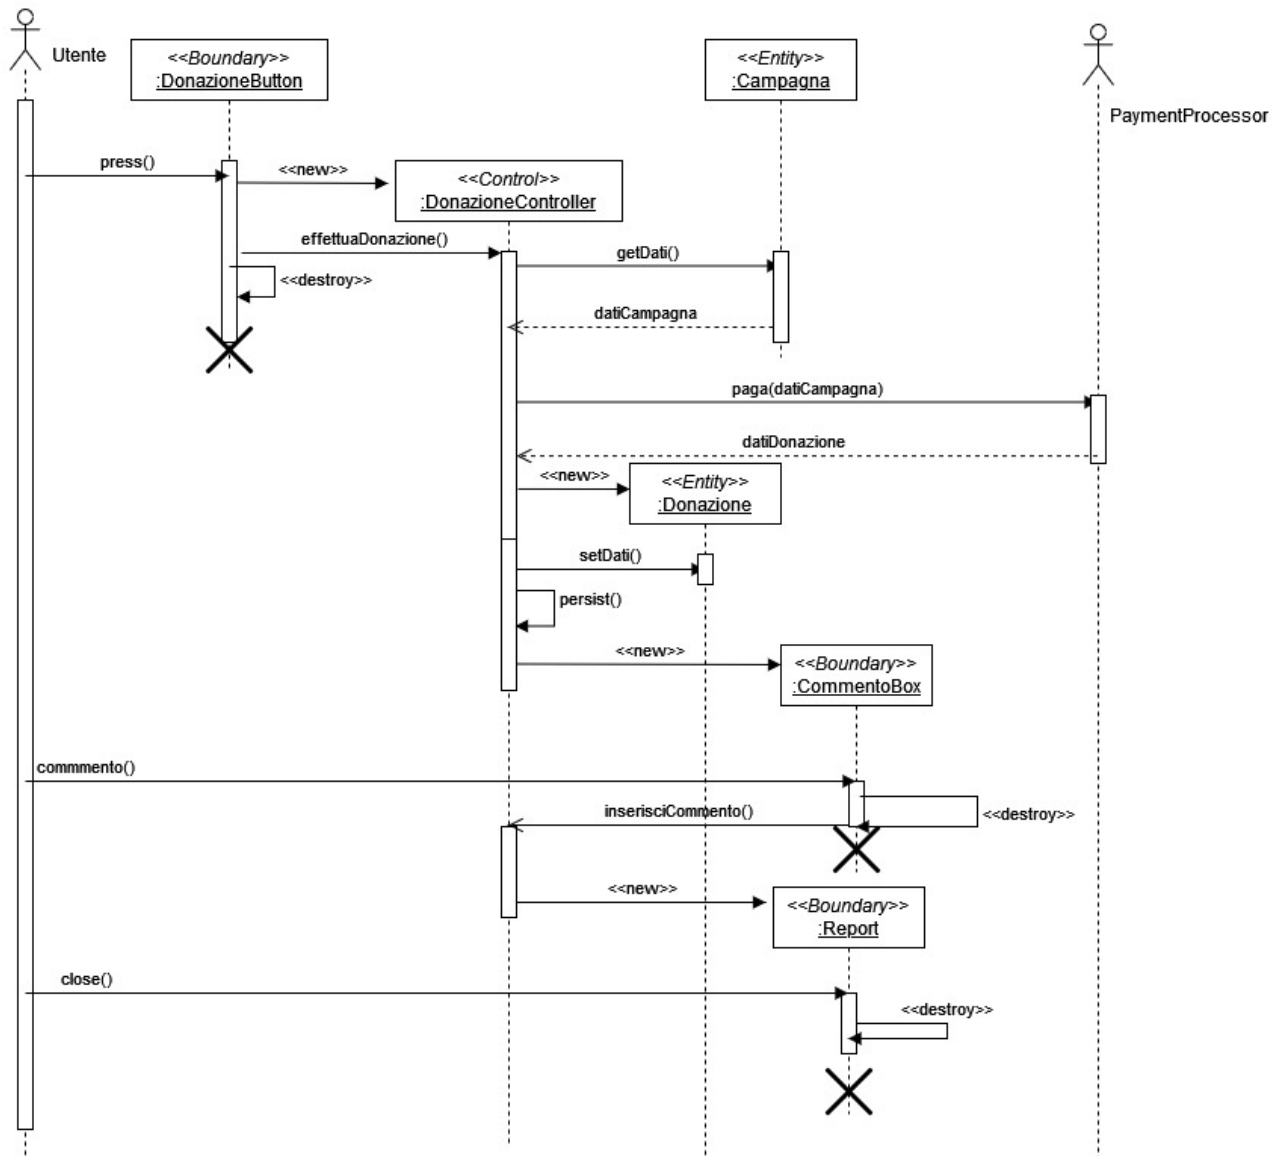 Utente
<<Boundary>>
:DonazioneButton
<<Entity>>
:Campagna
PaymentProcessor
press()
<<new>>
<<Control>>
:DonazioneController
effettuaDonazione()
getDati()
<<destroy>>
datiCampagna
paga(datiCampagna)
datiDonazione
<<new>>
<<Entity>>
:Donazione
setDati()
persist()
<<new>>
<<Boundary>>
:CommentoBox
commmento()
inserisciCommento()
<<destroy>>
<<new>>
<<Boundary>>
:Report
close()
<<destroy>>